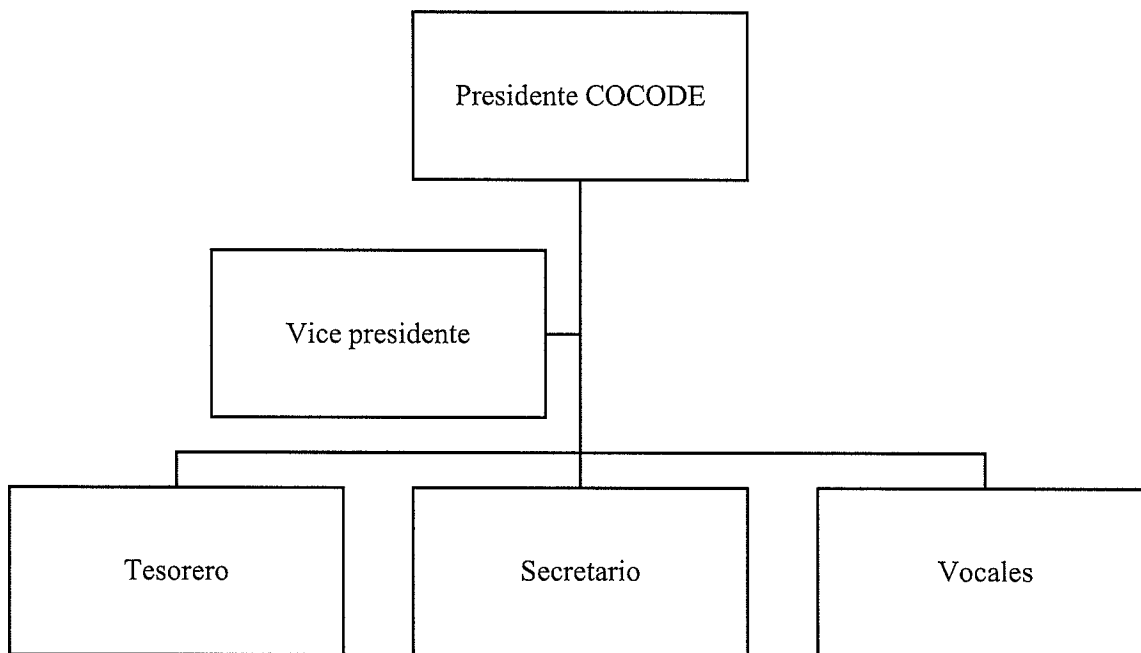 Presidente COCODE
Vice presidente
Tesorero
Secretario
Vocales